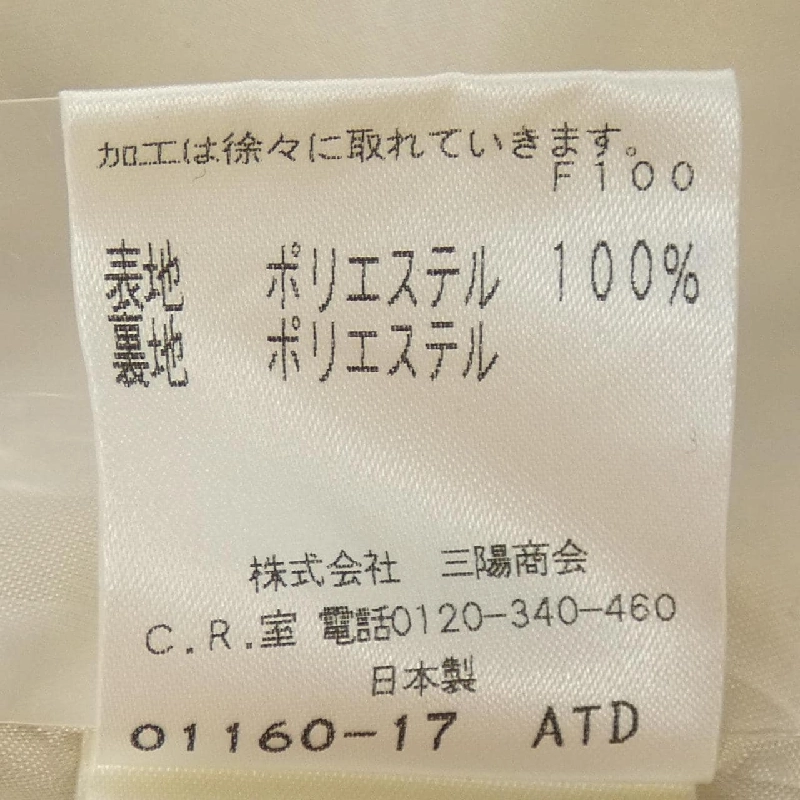 加工は徐々に取れていきます。
F100
表地 ポリエステル 100%
裏地 ポリエステル
株式会社 三陽商会
C.R.室 電話0120-340-460
日本製
01160-17 ATD